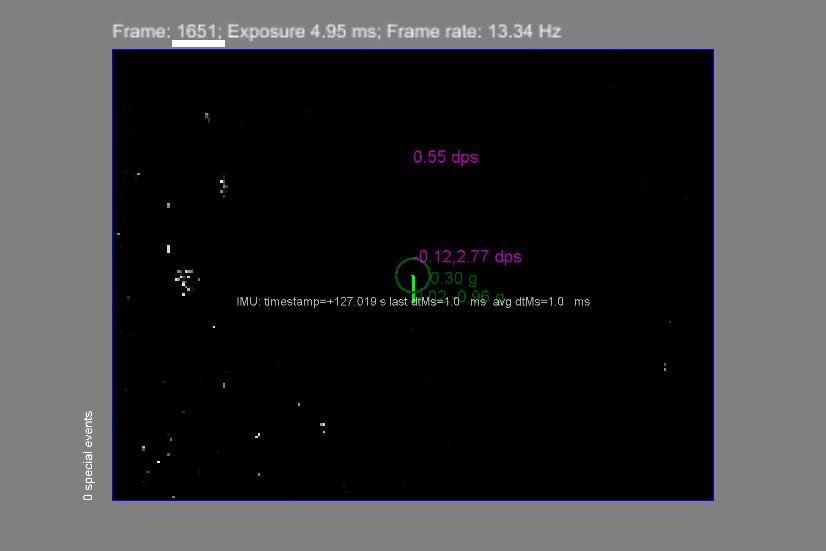 Frame: 1651; Exposure 4.95 ms; Frame rate: 13.34 Hz
0.55 dps
-0.12,2.77 dps
0.30 g
0.96 g
IMU: timestamp=+127.019 s last dtMs=1.0 ms avg dtMs=1.0 ms
0 special events